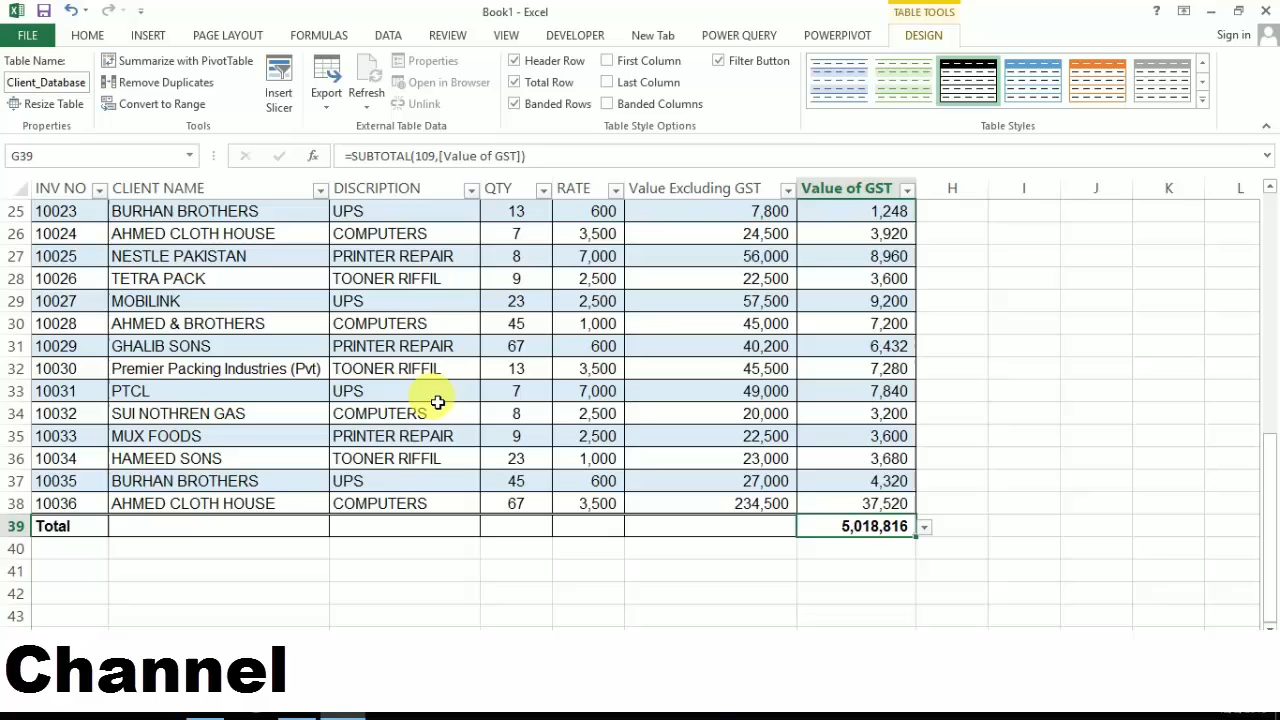 Book1 - Excel
TABLE TOOLS
FILE HOME INSERT PAGE LAYOUT FORMULAS DATA REVIEW VIEW DEVELOPER New Tab POWER QUERY POWERPIVOT DESIGN Sign in
Table Name:
Client_Database
Resize Table
Properties
Summarize with PivotTable
Remove Duplicates
Convert to Range
Tools
Insert Slicer
Export
Refresh
Properties
Open in Browser
Unlink
External Table Data
Header Row
Total Row
Banded Rows
First Column
Last Column
Banded Columns
Filter Button
Table Style Options
Table Styles
G39 fx =SUBTOTAL(109,[Value of GST])
INV NO CLIENT NAME DISCRIPTION QTY RATE Value Excluding GST Value of GST H I J K L
25 10023 BURHAN BROTHERS UPS 13 600 7,800 1,248
26 10024 AHMED CLOTH HOUSE COMPUTERS 7 3,500 24,500 3,920
27 10025 NESTLE PAKISTAN PRINTER REPAIR 8 7,000 56,000 8,960
28 10026 TETRA PACK TOONER RIFFIL 9 2,500 22,500 3,600
29 10027 MOBILINK UPS 23 2,500 57,500 9,200
30 10028 AHMED & BROTHERS COMPUTERS 45 1,000 45,000 7,200
31 10029 GHALIB SONS PRINTER REPAIR 67 600 40,200 6,432
32 10030 Premier Packing Industries (Pvt) TOONER RIFFIL 13 3,500 45,500 7,280
33 10031 PTCL UPS 7 7,000 49,000 7,840
34 10032 SUI NOTHREN GAS COMPUTERS 8 2,500 20,000 3,200
35 10033 MUX FOODS PRINTER REPAIR 9 2,500 22,500 3,600
36 10034 HAMEED SONS TOONER RIFFIL 23 1,000 23,000 3,680
37 10035 BURHAN BROTHERS UPS 45 600 27,000 4,320
38 10036 AHMED CLOTH HOUSE COMPUTERS 67 3,500 234,500 37,520
39 Total 5,018,816
40
41
42
43
Channel